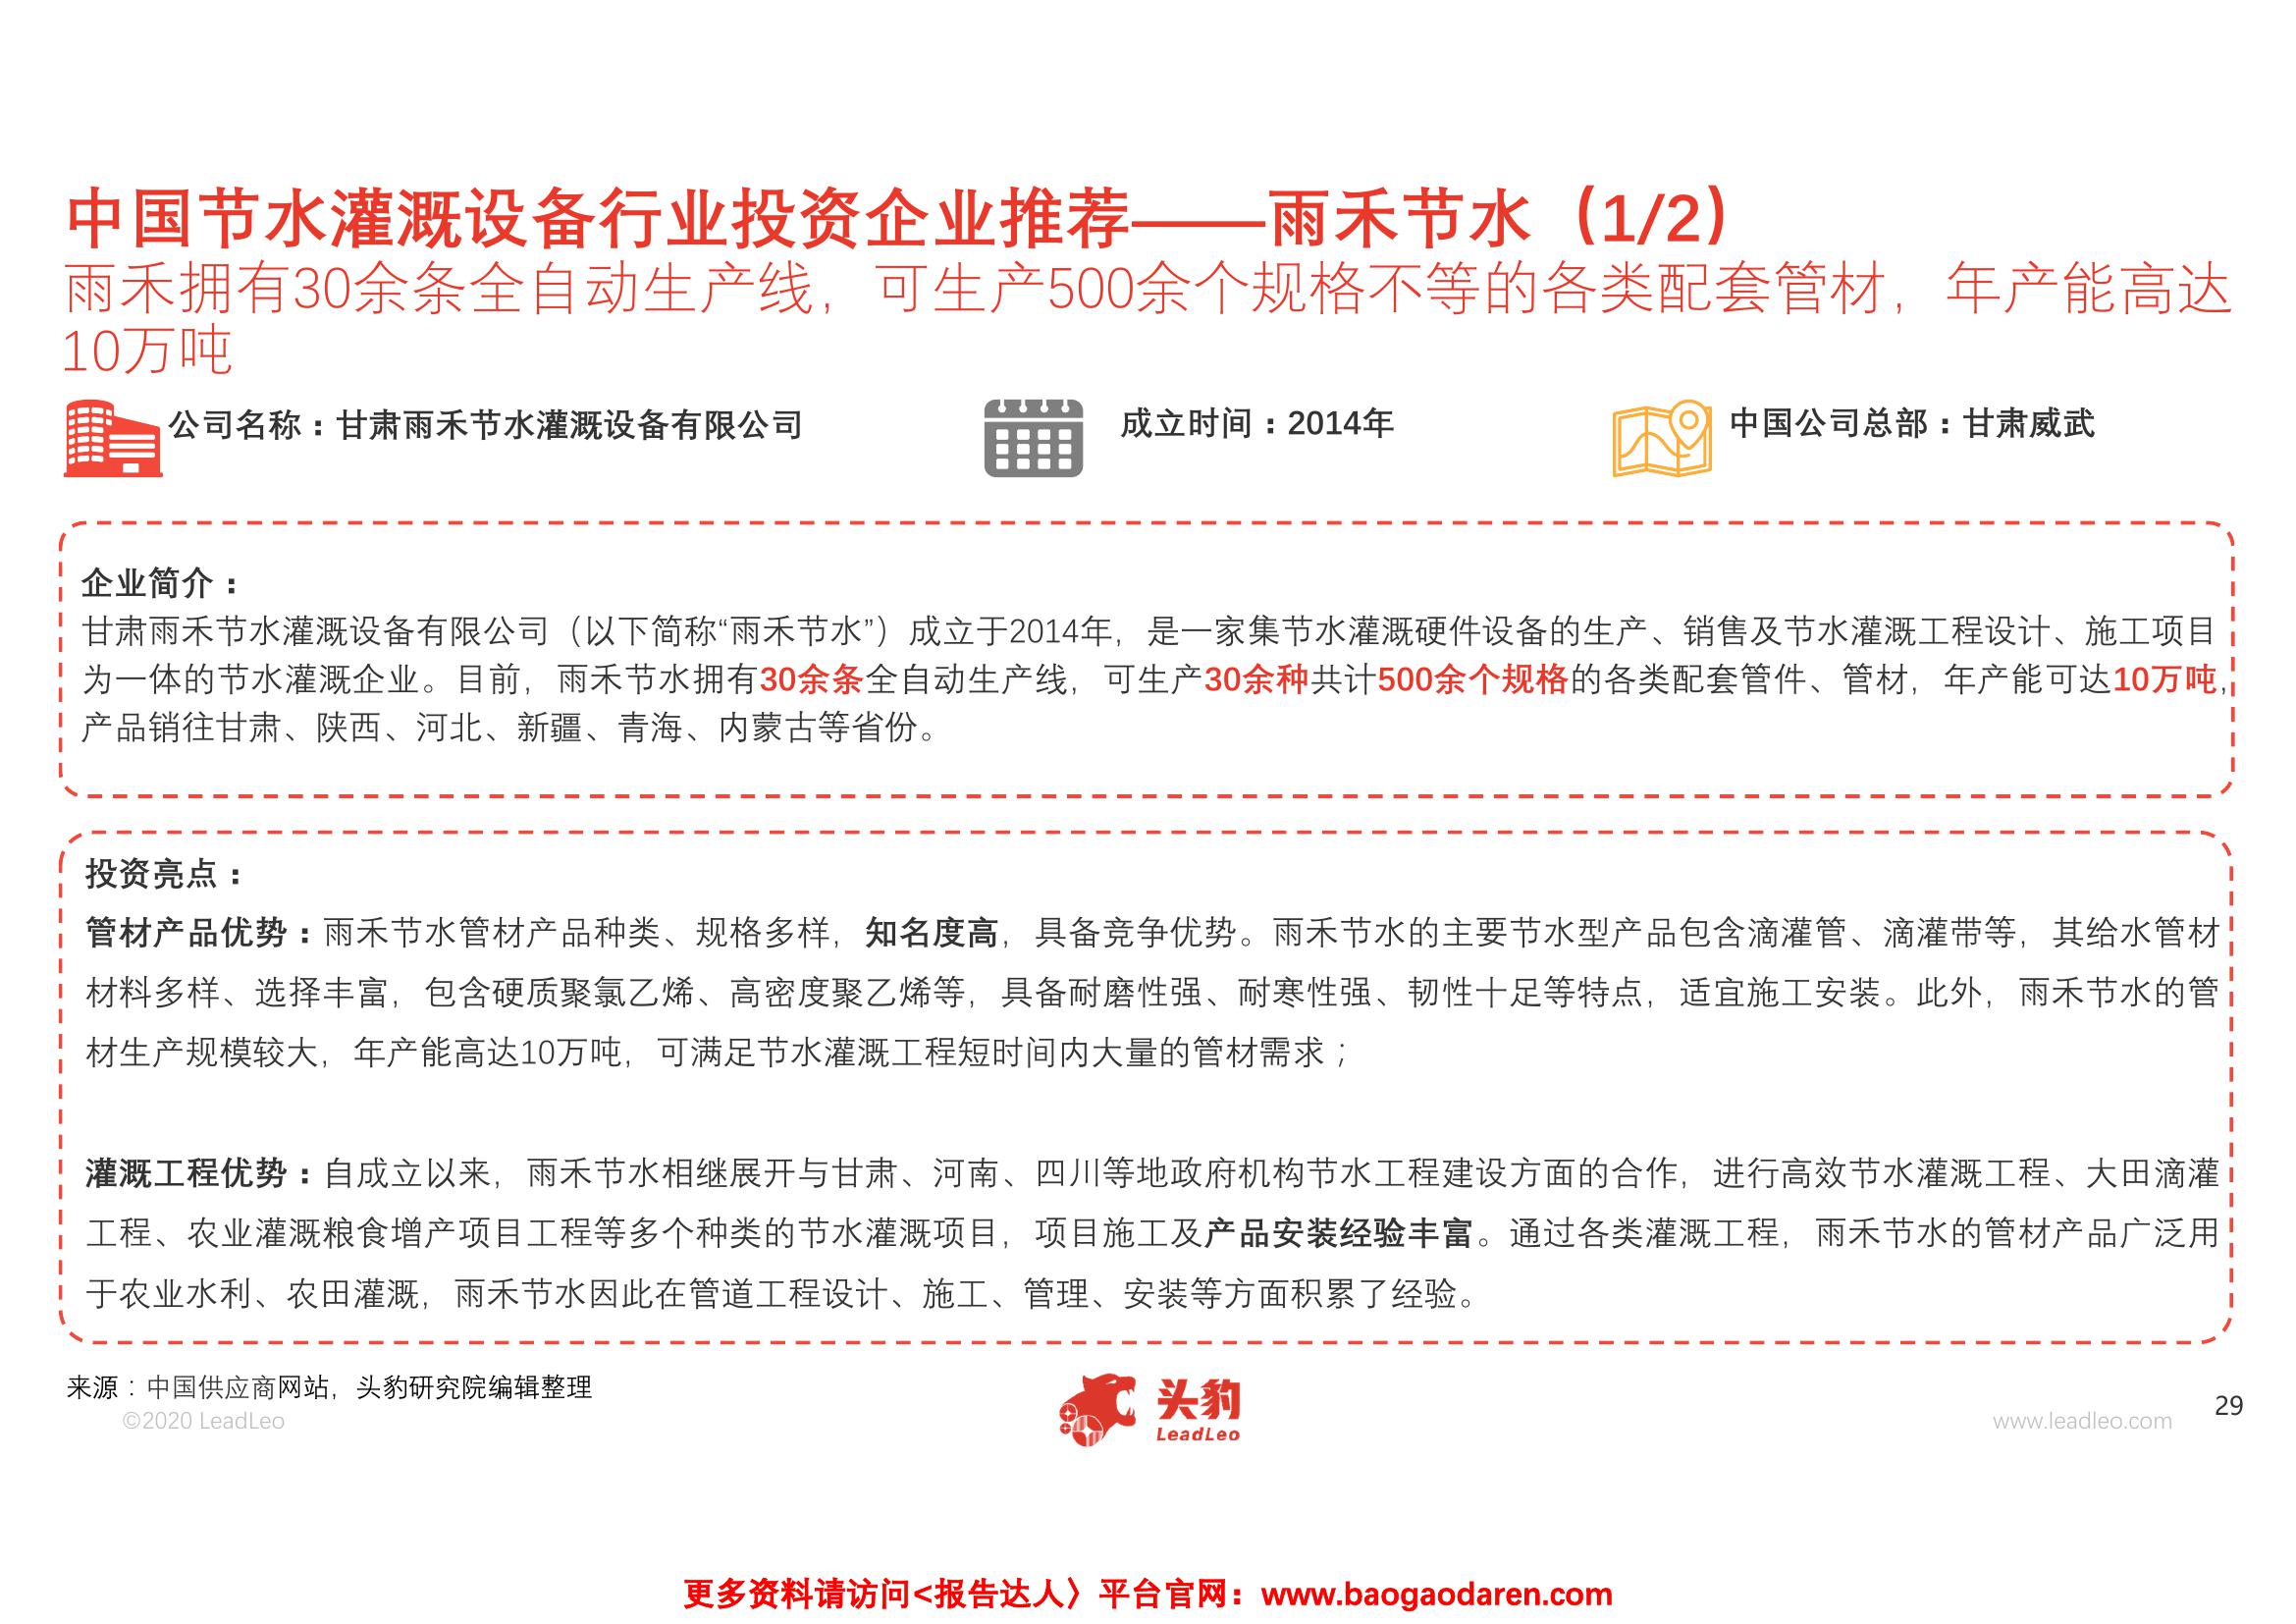 中国节水灌溉设备行业投资企业推荐——雨禾节水（1/2）
雨禾拥有30余条全自动生产线，可生产500余个规格不等的各类配套管材，年产能高达
10万吨
公司名称：甘肃雨禾节水灌溉设备有限公司
成立时间：2014年
中国公司总部：甘肃威武
企业简介：
甘肃雨禾节水灌溉设备有限公司（以下简称“雨禾节水”）成立于2014年，是一家集节水灌溉硬件设备的生产、销售及节水灌溉工程设计、施工项目
为一体的节水灌溉企业。目前，雨禾节水拥有30余条全自动生产线，可生产30余种共计500余个规格的各类配套管件、管材，年产能可达10万吨，
产品销往甘肃、陕西、河北、新疆、青海、内蒙古等省份。
投资亮点：
管材产品优势：雨禾节水管材产品种类、规格多样，知名度高，具备竞争优势。雨禾节水的主要节水型产品包含滴灌管、滴灌带等，其给水管材
材料多样、选择丰富，包含硬质聚氯乙烯、高密度聚乙烯等，具备耐磨性强、耐寒性强、韧性十足等特点，适宜施工安装。此外，雨禾节水的管
材生产规模较大，年产能高达10万吨，可满足节水灌溉工程短时间内大量的管材需求；
灌溉工程优势：自成立以来，雨禾节水相继展开与甘肃、河南、四川等地政府机构节水工程建设方面的合作，进行高效节水灌溉工程、大田滴灌
工程、农业灌溉粮食增产项目工程等多个种类的节水灌溉项目，项目施工及产品安装经验丰富。通过各类灌溉工程，雨禾节水的管材产品广泛用
于农业水利、农田灌溉，雨禾节水因此在管道工程设计、施工、管理、安装等方面积累了经验。
来源：中国供应商网站，头豹研究院编辑整理
©2020 LeadLeo
头豹
LeadLeo
www.leadleo.com
29
更多资料请访问<报告达人〉平台官网：www.baogaodaren.com